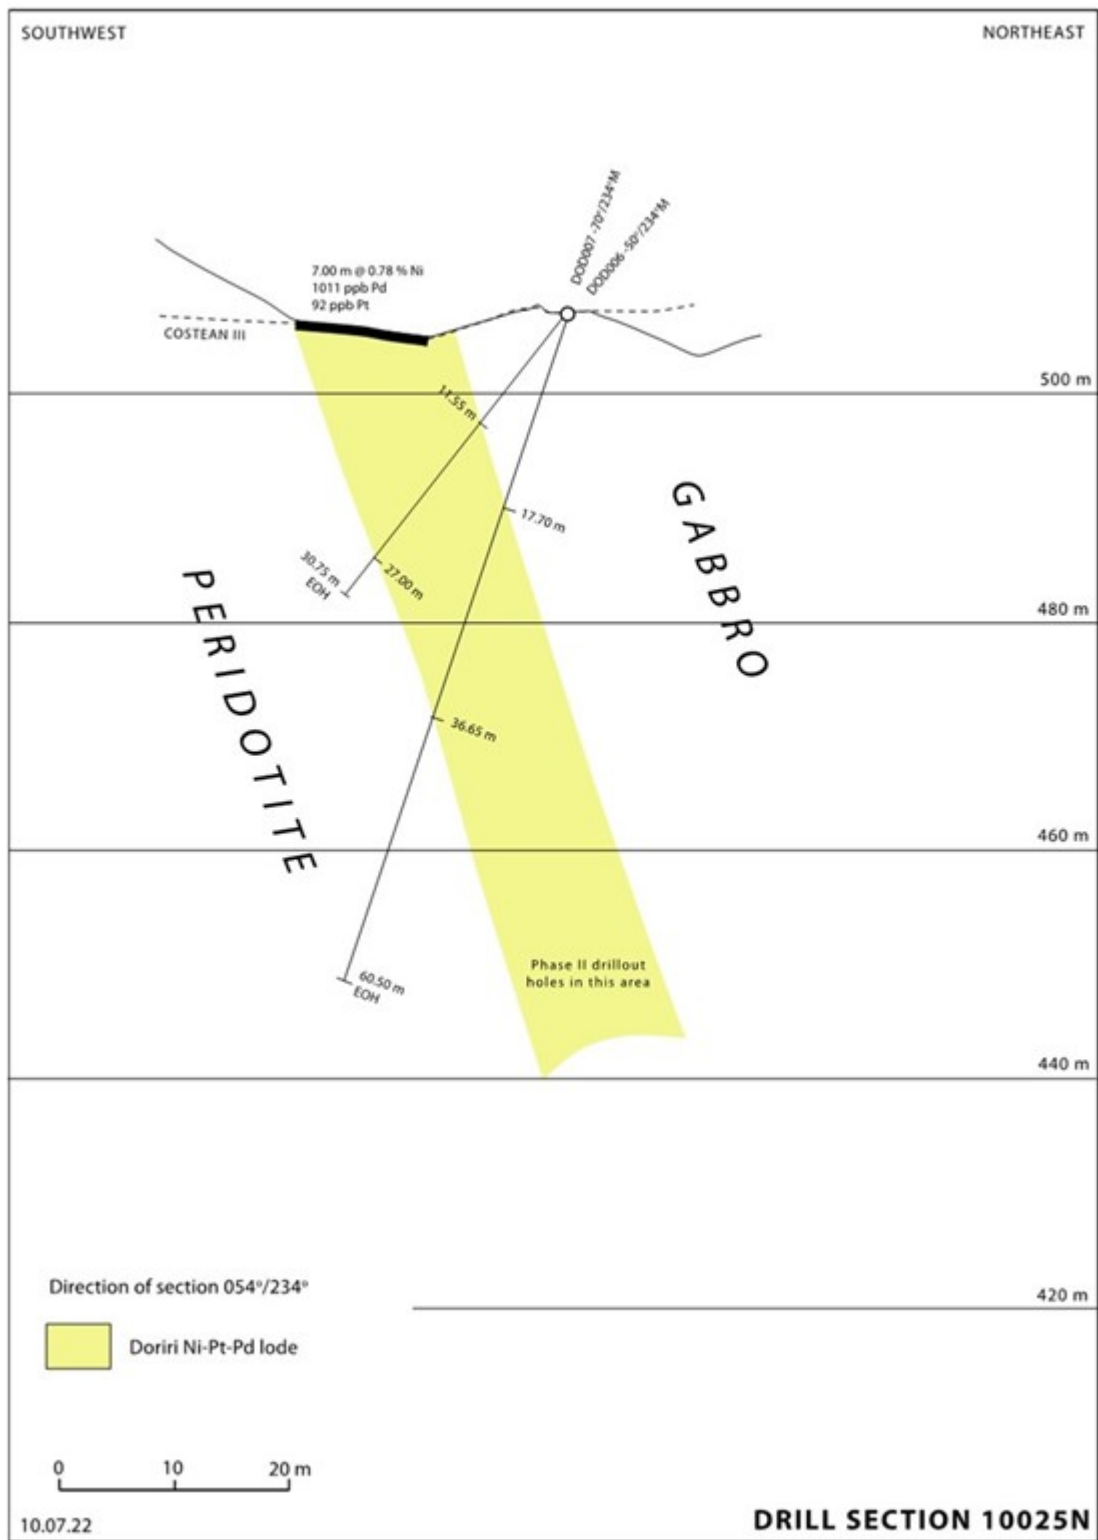 SOUTHWEST
NORTHEAST
DOD007 -70°/234°M
DOD006 -50°/234°M
7.00 m @ 0.78 % Ni
1011 ppb Pd
92 ppb Pt
COSTEAN III
500 m
11.55 m
GABBRO
17.70 m
30.75 m
EOH
27.00 m
PERIDOTITE
480 m
36.65 m
460 m
Phase II drillout
holes in this area
60.50 m
EOH
440 m
Direction of section 054°/234°
420 m
Doriri Ni-Pt-Pd lode
0 10 20 m
10.07.22
DRILL SECTION 10025N